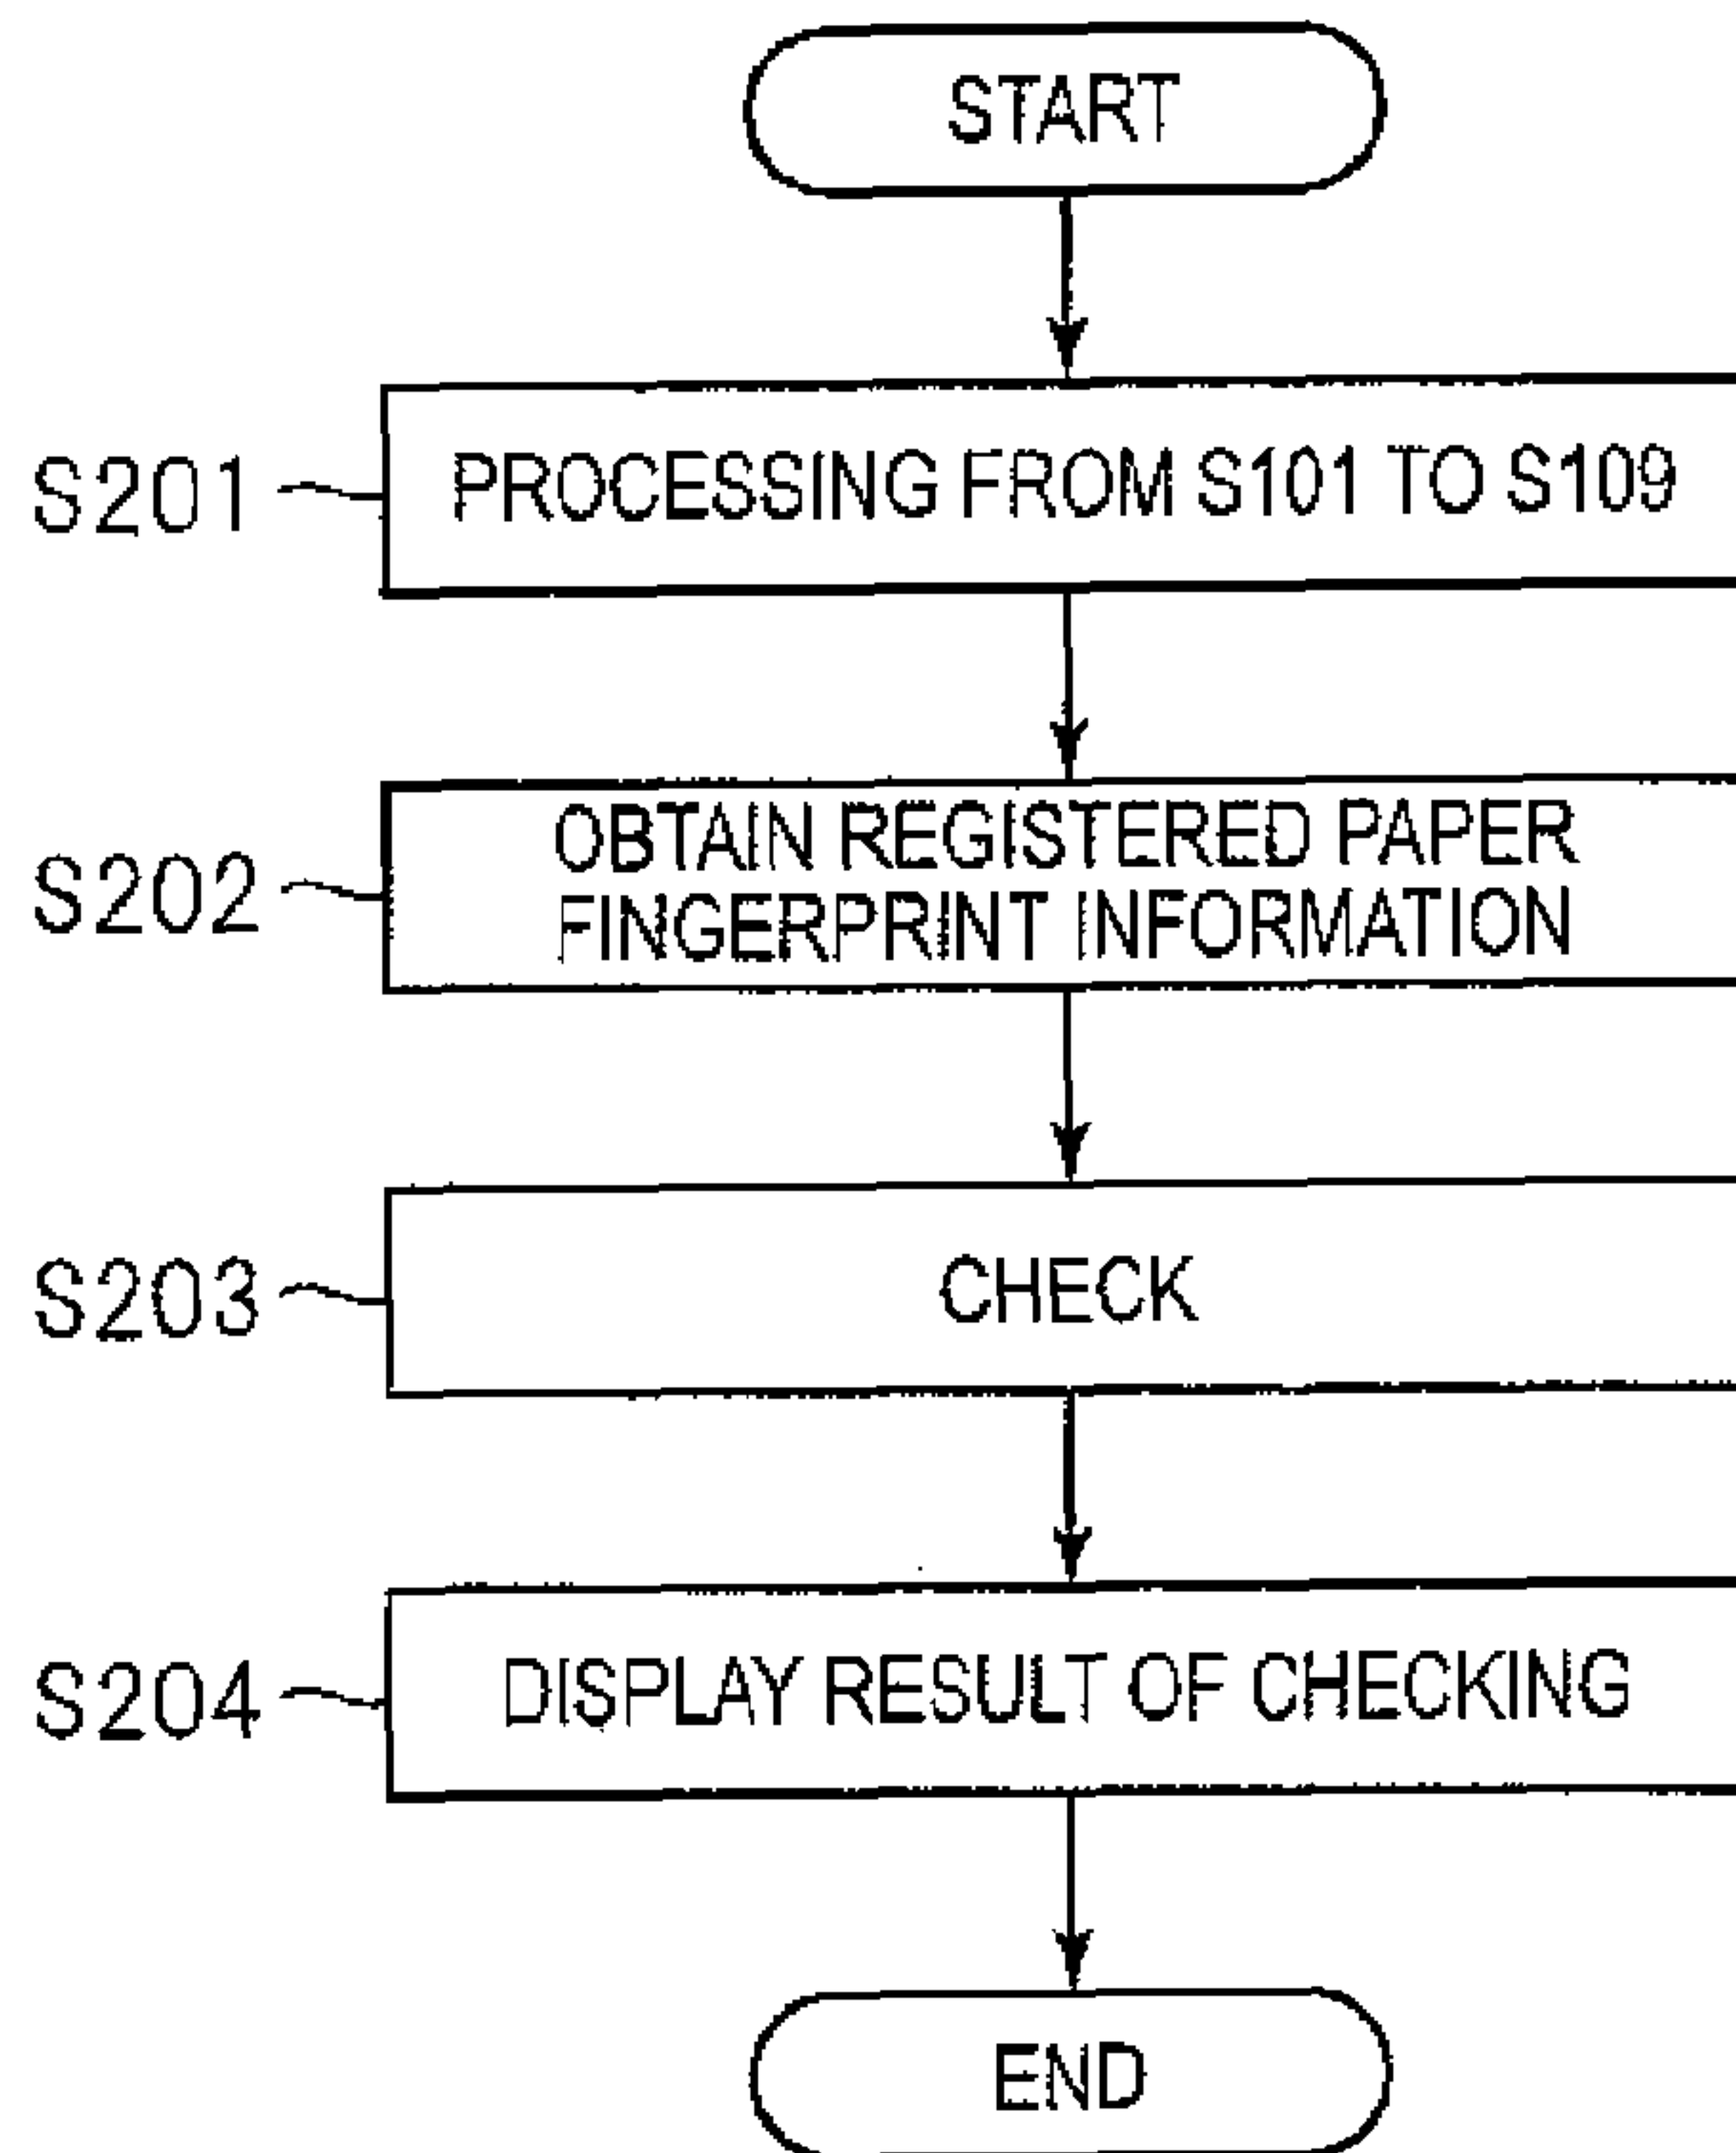 START
S201
PROCESSING FROM S101 TO S109
S202
OBTAIN REGISTERED PAPER
FINGERPRINT INFORMATION
S203
CHECK
S204
DISPLAY RESULT OF CHECKING
END